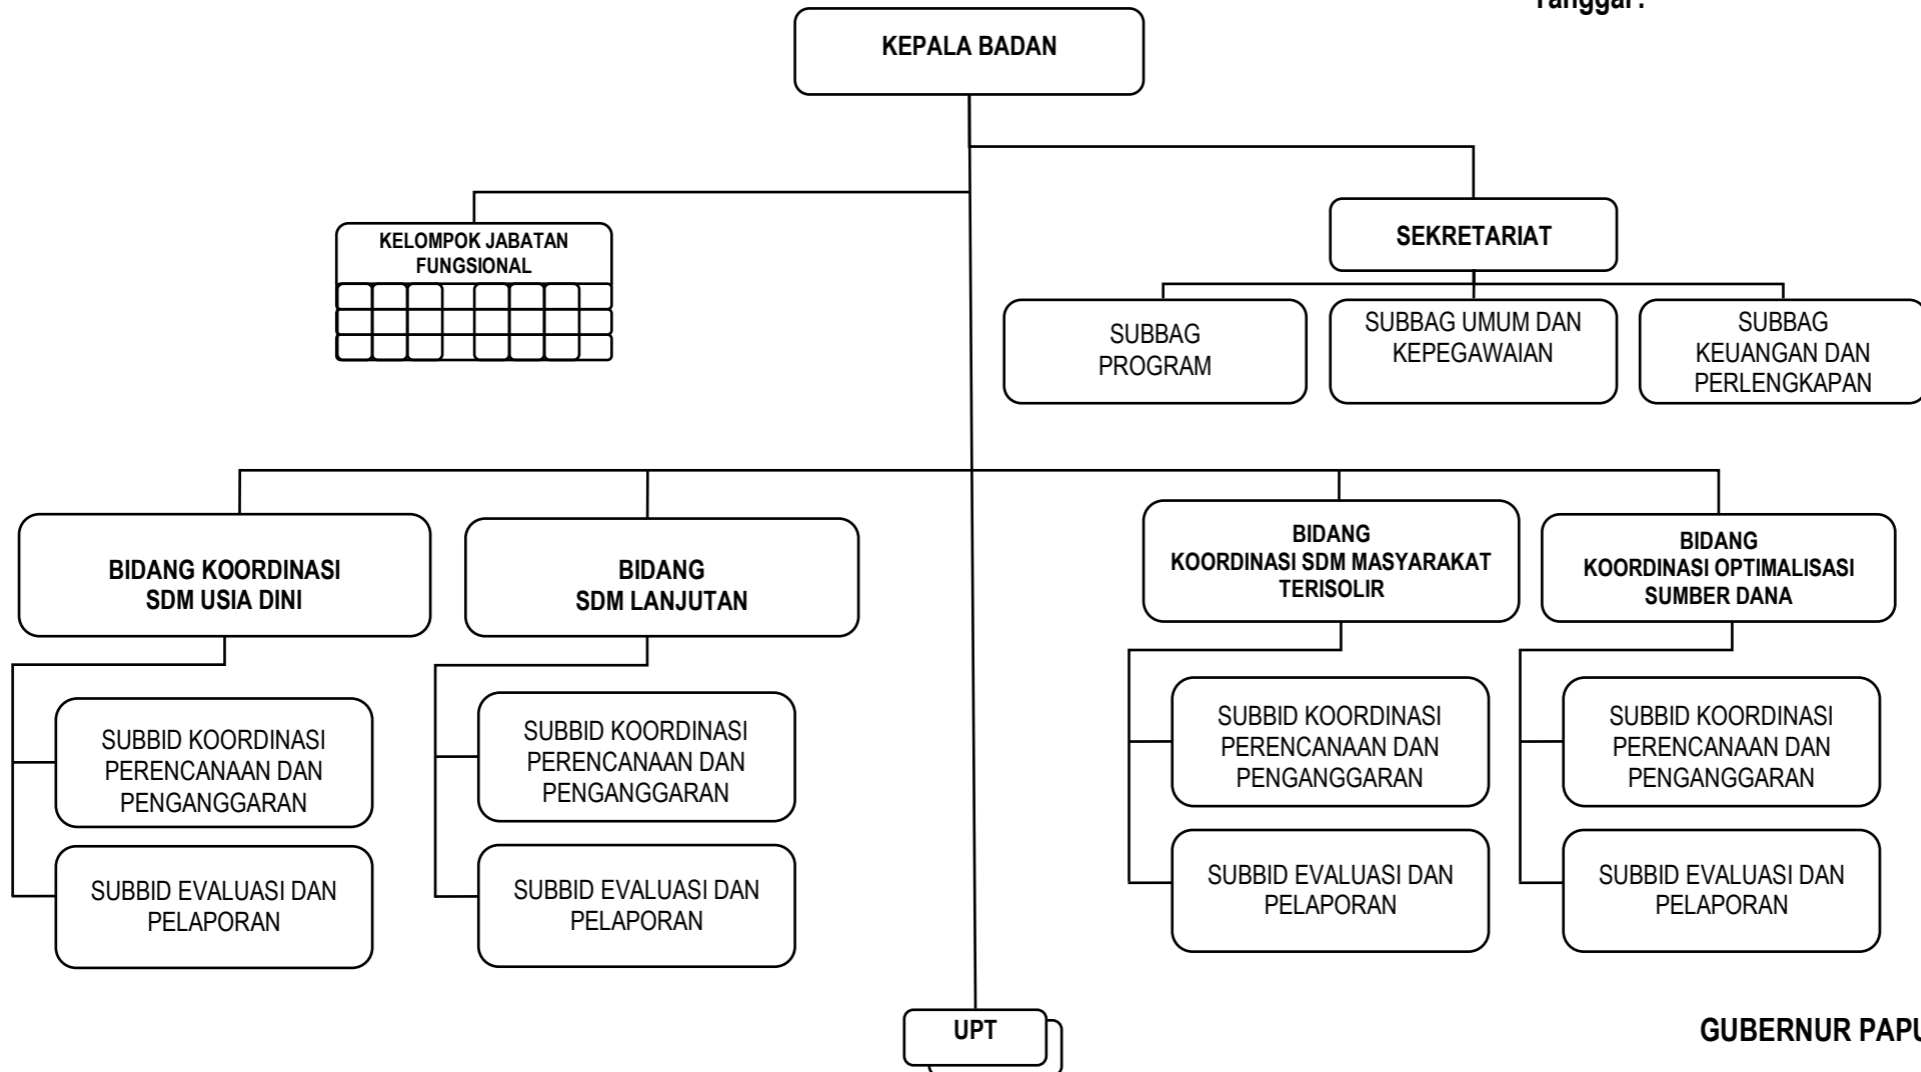 Tanggal :
KEPALA BADAN
KELOMPOK JABATAN
FUNGSIONAL
SEKRETARIAT
SUBBAG
PROGRAM
SUBBAG UMUM DAN
KEPEGAWAIAN
SUBBAG
KEUANGAN DAN
PERLENGKAPAN
BIDANG KOORDINASI
SDM USIA DINI
BIDANG
SDM LANJUTAN
BIDANG
KOORDINASI SDM MASYARAKAT
TERISOLIR
BIDANG
KOORDINASI OPTIMALISASI
SUMBER DANA
SUBBID KOORDINASI
PERENCANAAN DAN
PENGANGGARAN
SUBBID EVALUASI DAN
PELAPORAN
SUBBID KOORDINASI
PERENCANAAN DAN
PENGANGGARAN
SUBBID EVALUASI DAN
PELAPORAN
SUBBID KOORDINASI
PERENCANAAN DAN
PENGANGGARAN
SUBBID EVALUASI DAN
PELAPORAN
SUBBID KOORDINASI
PERENCANAAN DAN
PENGANGGARAN
SUBBID EVALUASI DAN
PELAPORAN
UPT
GUBERNUR PAPU